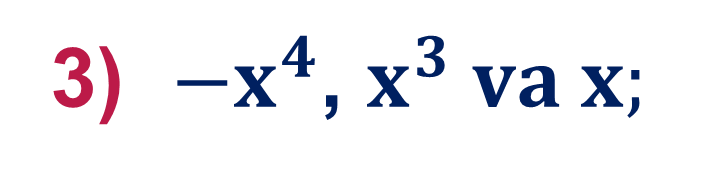 3) −x⁴, x³ va x;